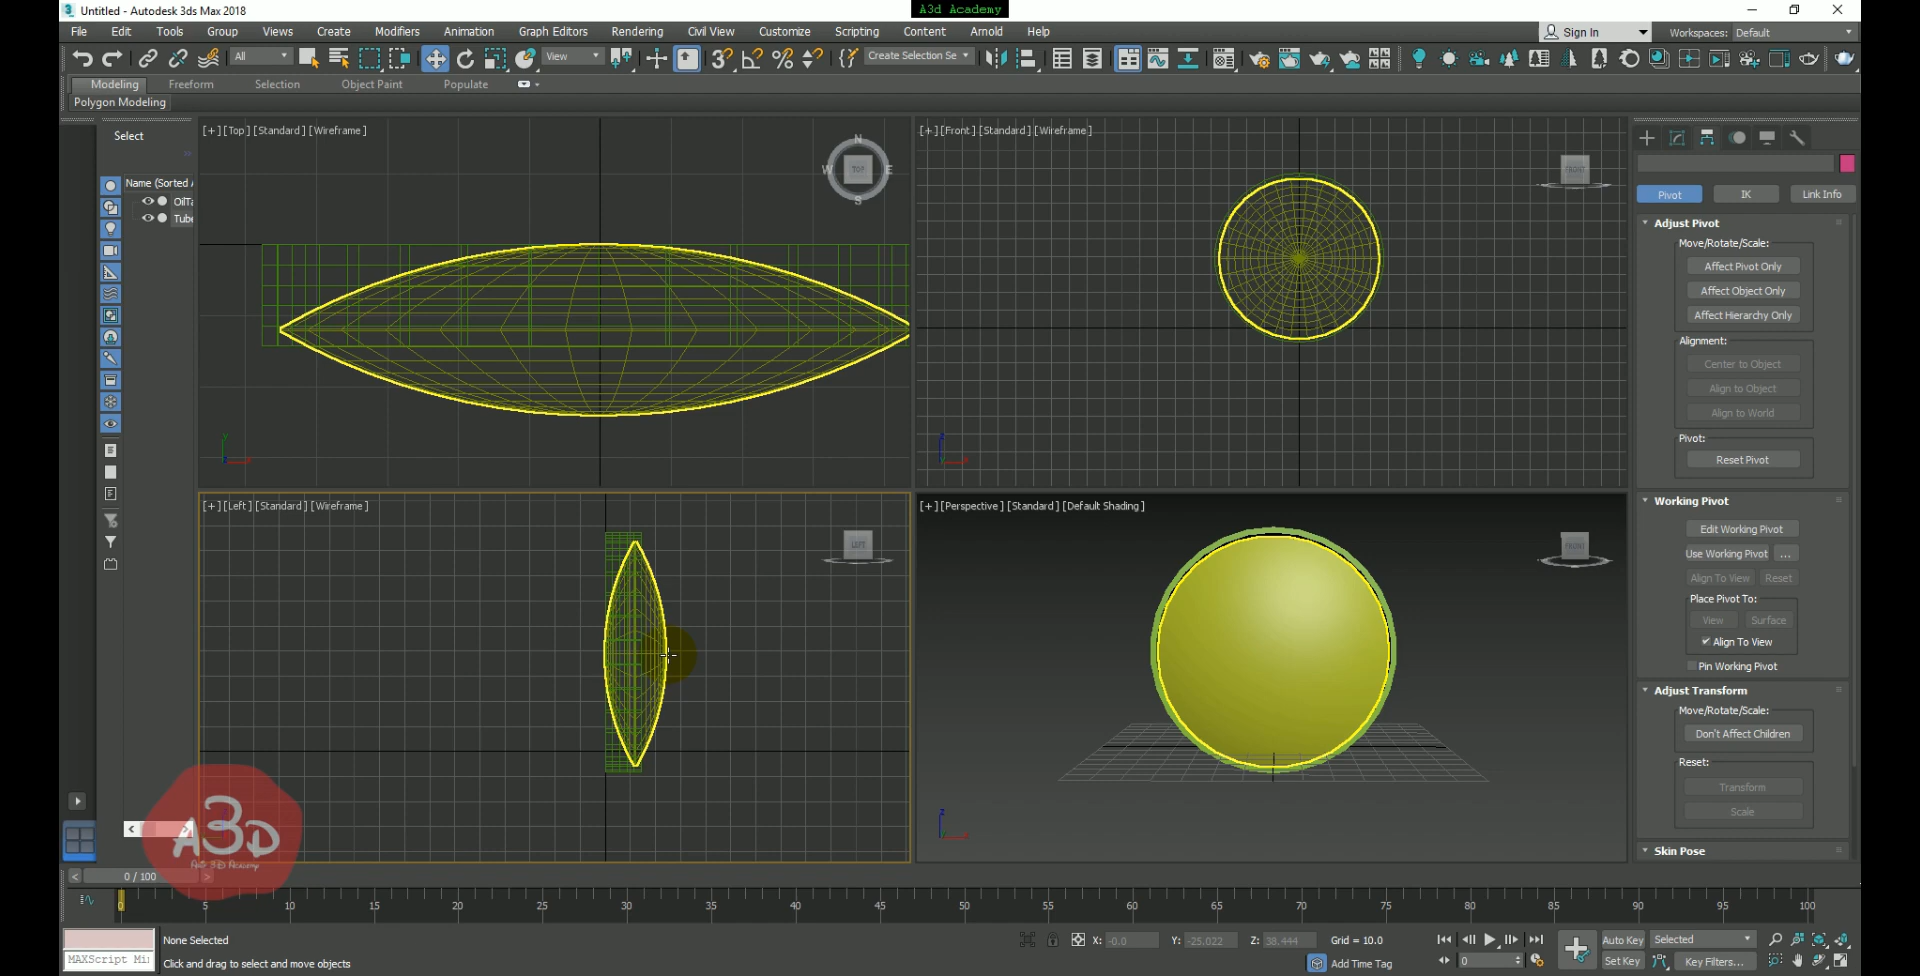 Untitled - Autodesk 3ds Max 2018
A3d Academy
File Edit Tools Group Views Create Modifiers Animation Graph Editors Rendering Civil View Customize Scripting Content Arnold Help
Sign In
Workspaces: Default
All
View
Create Selection Se
Modeling Freeform Selection Object Paint Populate
Polygon Modeling
Select
Name (Sorted A
OilTa
Tube
[+] [Top] [Standard] [Wireframe]
N
W TOP E
S
[+] [Front] [Standard] [Wireframe]
FRONT
[+] [Left] [Standard] [Wireframe]
LEFT
[+] [Perspective] [Standard] [Default Shading]
FRONT
Pivot IK Link Info
Adjust Pivot
Move/Rotate/Scale:
Affect Pivot Only
Affect Object Only
Affect Hierarchy Only
Alignment:
Center to Object
Align to Object
Align to World
Pivot:
Reset Pivot
Working Pivot
Edit Working Pivot
Use Working Pivot ...
Align To View Reset
Place Pivot To:
View Surface
Align To View
Pin Working Pivot
Adjust Transform
Move/Rotate/Scale:
Don't Affect Children
Reset:
Transform
Scale
Skin Pose
A3D
0 / 100
0 5 10 15 20 25 30 35 40 45 50 55 60 65 70 75 80 85 90 95 100
None Selected
MAXScript Mi
Click and drag to select and move objects
X: -0.0 Y: -25.022 Z: 38.444 Grid = 10.0
Add Time Tag
0
Auto Key Selected
Set Key Key Filters...